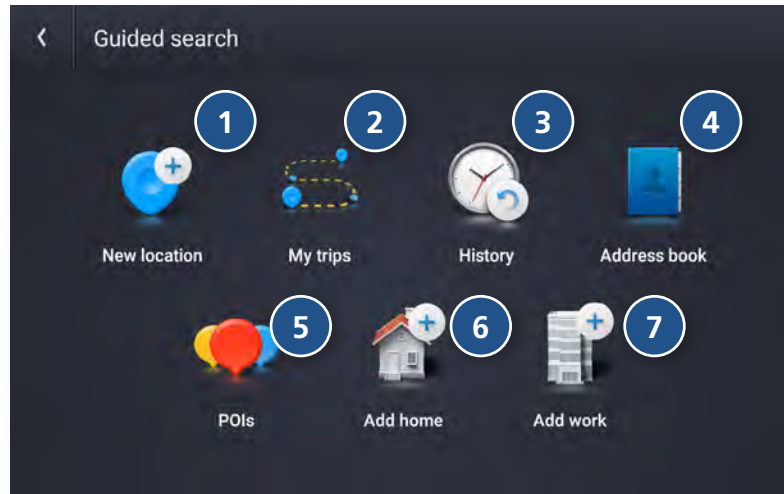 Guided search
1 2 3 4
New location My trips History Address book
5 6 7
POIs Add home Add work